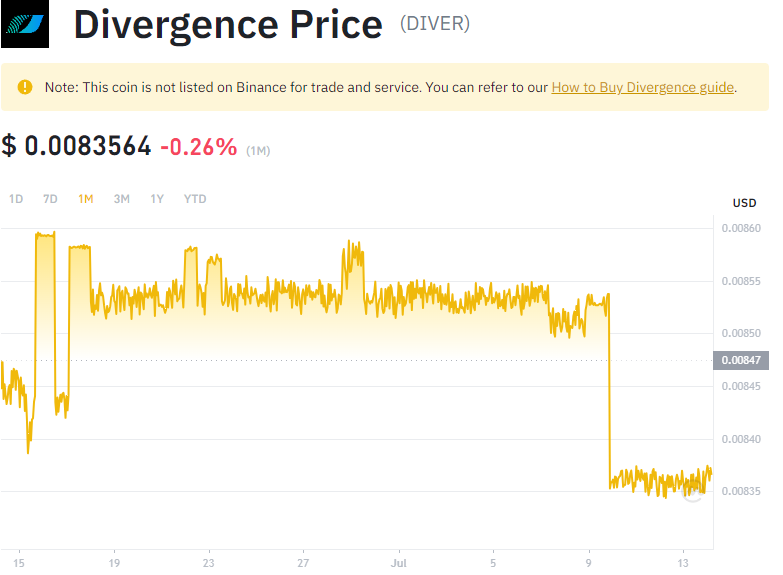 Divergence Price (DIVER)
Note: This coin is not listed on Binance for trade and service. You can refer to our How to Buy Divergence guide.
$ 0.0083564 -0.26% (1M)
1D 7D 1M 3M 1Y YTD
USD
0.00860
0.00855
0.00850
0.00847
0.00845
0.00840
0.00835
15 19 23 27 Jul 5 9 13